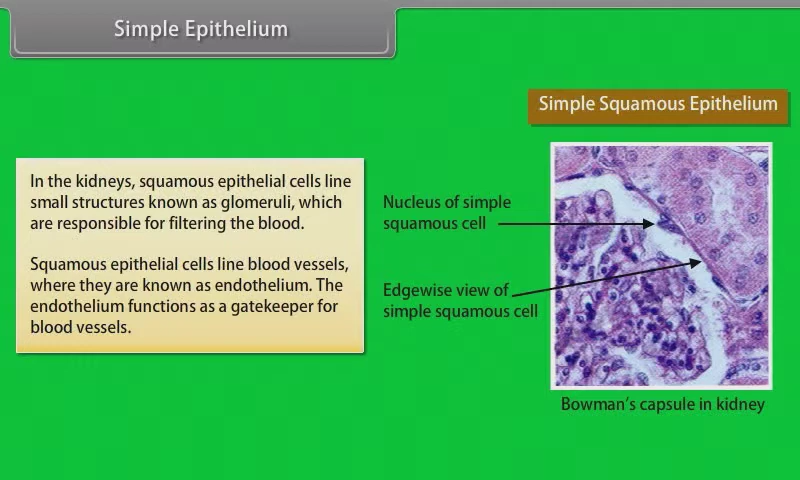 Simple Epithelium
Simple Squamous Epithelium
In the kidneys, squamous epithelial cells line
small structures known as glomeruli, which
are responsible for filtering the blood.
Squamous epithelial cells line blood vessels,
where they are known as endothelium. The
endothelium functions as a gatekeeper for
blood vessels.
Nucleus of simple
squamous cell
Edgewise view of
simple squamous cell
Bowman's capsule in kidney